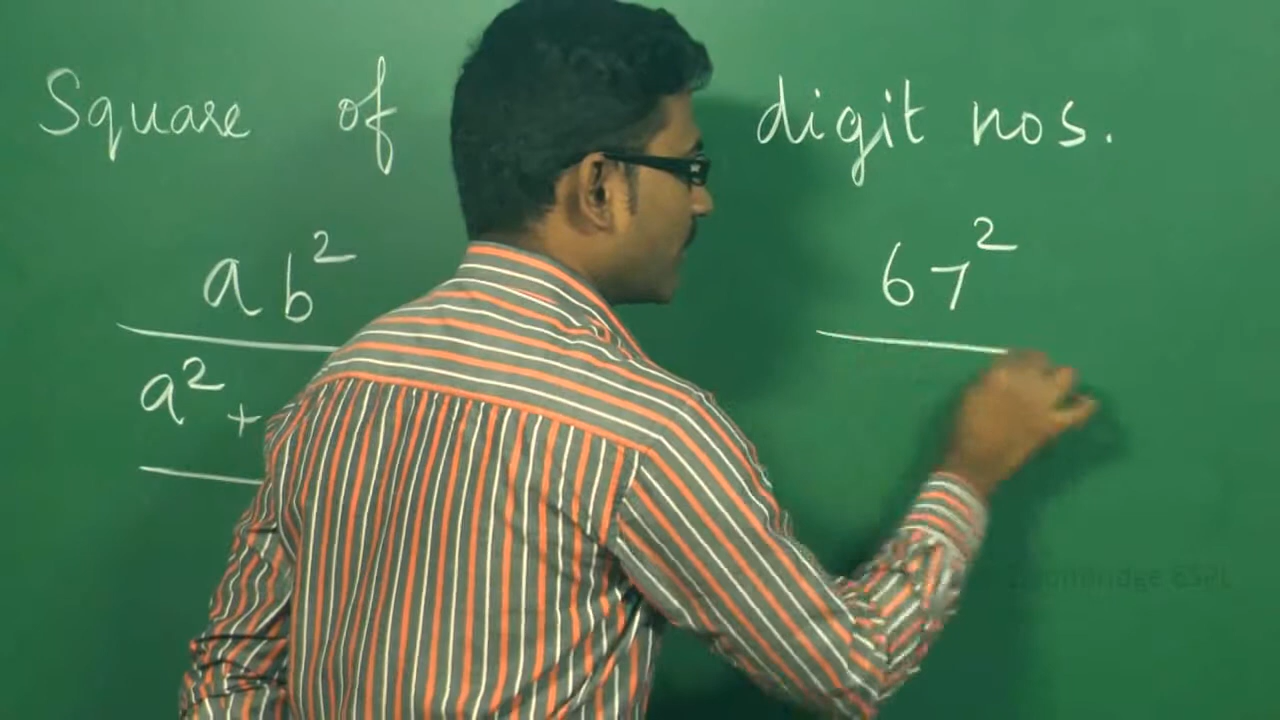 Square of digit nos.
ab²
67²
a² +